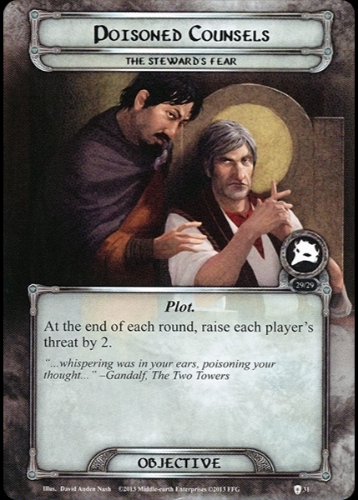 Poisoned Counsels
The Steward's Fear
29/29
Plot.
At the end of each round, raise each player's
threat by 2.
"...whispering was in your ears, poisoning your
thought..." –Gandalf, The Two Towers
Illus. David Auden Nash ©2013 Middle-earth Enterprises ©2013 FFG 31
Objective